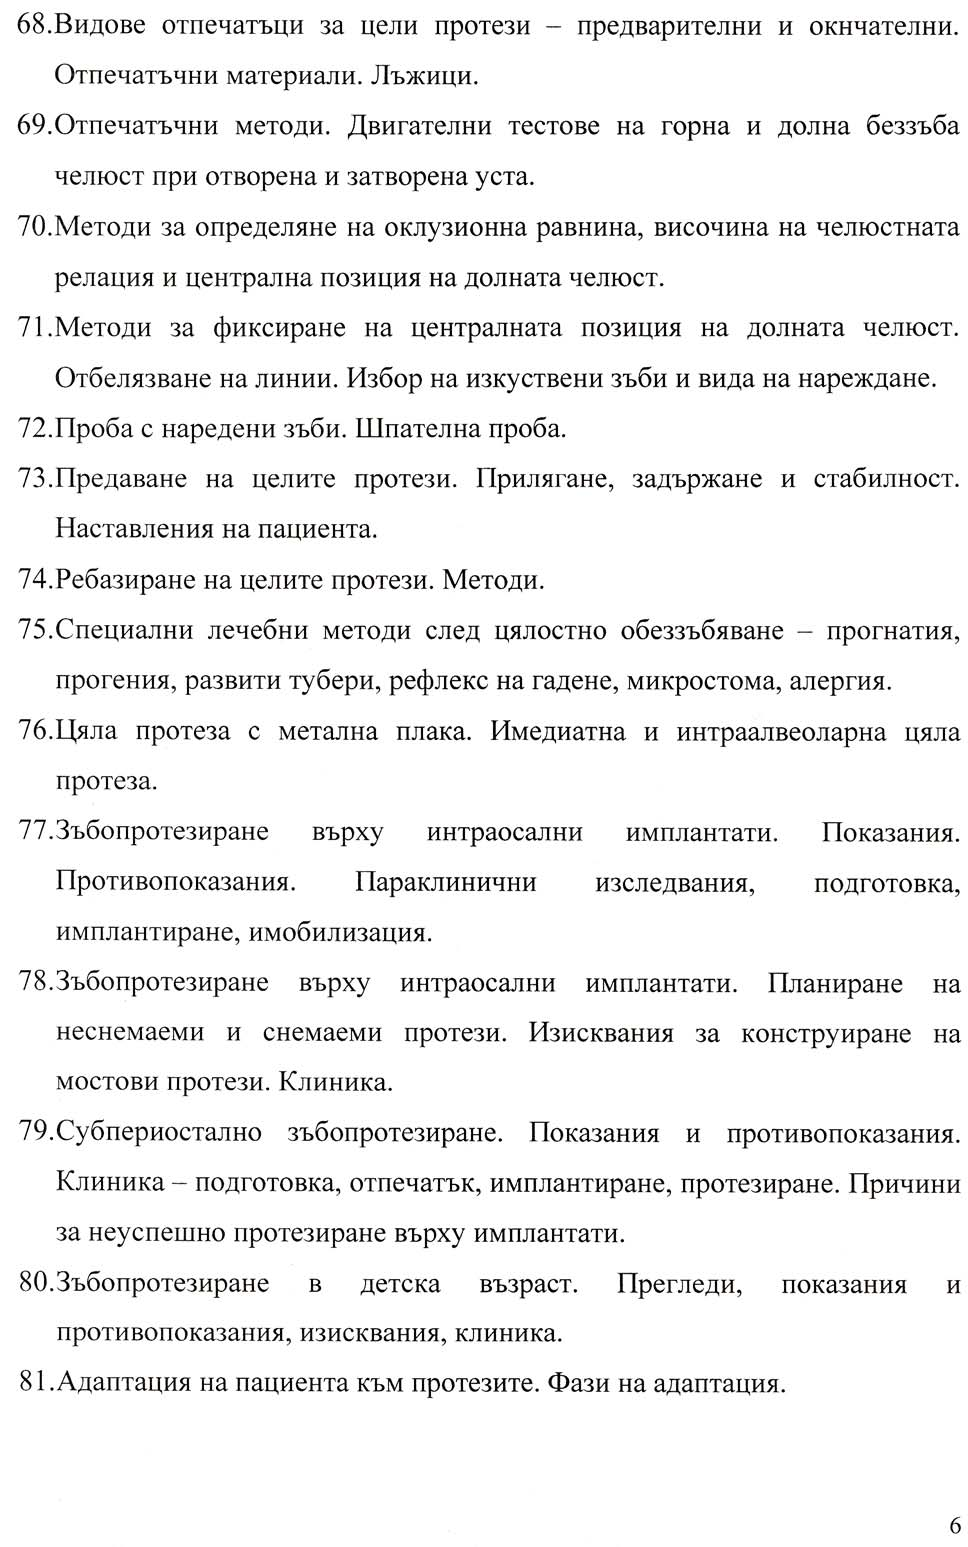 68.Видове отпечатъци за цели протези – предварителни и окнчателни.
Отпечатъчни материали. Лъжици.
69.Отпечатъчни методи. Двигателни тестове на горна и долна беззъба
челюст при отворена и затворена уста.
70.Методи за определяне на оклузионна равнина, височина на челюстната
релация и централна позиция на долната челюст.
71.Методи за фиксиране на централната позиция на долната челюст.
Отбелязване на линии. Избор на изкуствени зъби и вида на нареждане.
72.Проба с наредени зъби. Шпателна проба.
73.Предаване на целите протези. Прилягане, задържане и стабилност.
Наставления на пациента.
74.Ребазиране на целите протези. Методи.
75.Специални лечебни методи след цялостно обеззъбяване – прогнатия,
прогения, развити тубери, рефлекс на гадене, микростома, алергия.
76.Цяла протеза с метална плака. Имедиатна и интраалвеоларна цяла
протеза.
77.Зъбопротезиране върху интраосални имплантати. Показания.
Противопоказания. Параклинични изследвания, подготовка,
имплантиране, имобилизация.
78.Зъбопротезиране върху интраосални имплантати. Планиране на
неснемаеми и снемаеми протези. Изисквания за конструиране на
мостови протези. Клиника.
79.Субпериостално зъбопротезиране. Показания и противопоказания.
Клиника – подготовка, отпечатък, имплантиране, протезиране. Причини
за неуспешно протезиране върху имплантати.
80.Зъбопротезиране в детска възраст. Прегледи, показания и
противопоказания, изисквания, клиника.
81.Адаптация на пациента към протезите. Фази на адаптация.
6